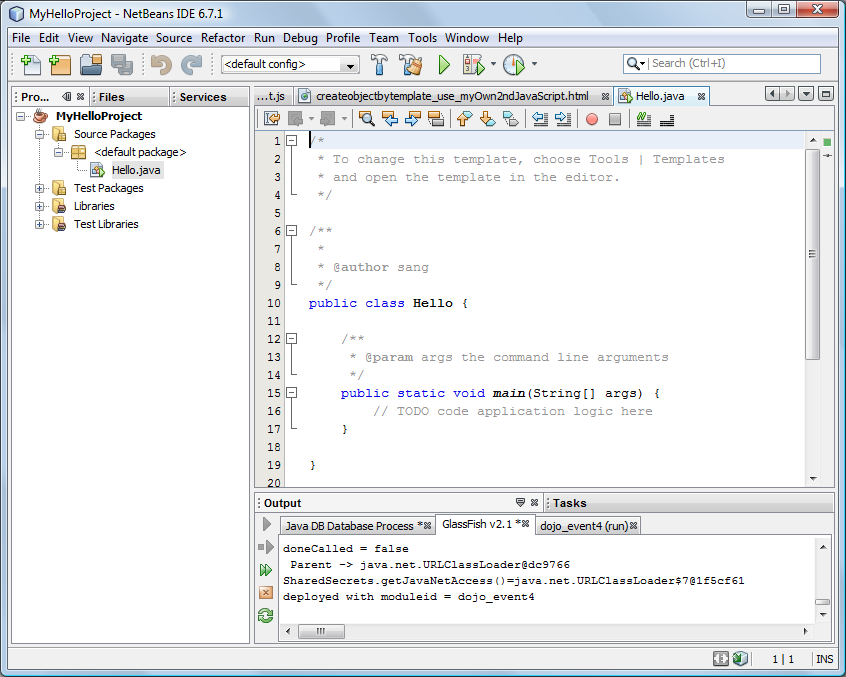 MyHelloProject - NetBeans IDE 6.7.1
File Edit View Navigate Source Refactor Run Debug Profile Team Tools Window Help
<default config>
Search (Ctrl+I)
Pro... Files Services
...t.js createobjectbytemplate_use_myOwn2ndJavaScript.html Hello.java
MyHelloProject
Source Packages
<default package>
Hello.java
Test Packages
Libraries
Test Libraries
1 /*
2 * To change this template, choose Tools | Templates
3 * and open the template in the editor.
4 */
5
6 /**
7 *
8 * @author sang
9 */
10 public class Hello {
11
12 /**
13 * @param args the command line arguments
14 */
15 public static void main(String[] args) {
16 // TODO code application logic here
17 }
18
19 }
20
Output Tasks
Java DB Database Process * GlassFish v2.1 * dojo_event4 (run)
doneCalled = false
Parent -> java.net.URLClassLoader@dc9766
SharedSecrets.getJavaNetAccess()=java.net.URLClassLoader$7@1f5cf61
deployed with moduleid = dojo_event4
1 | 1 INS